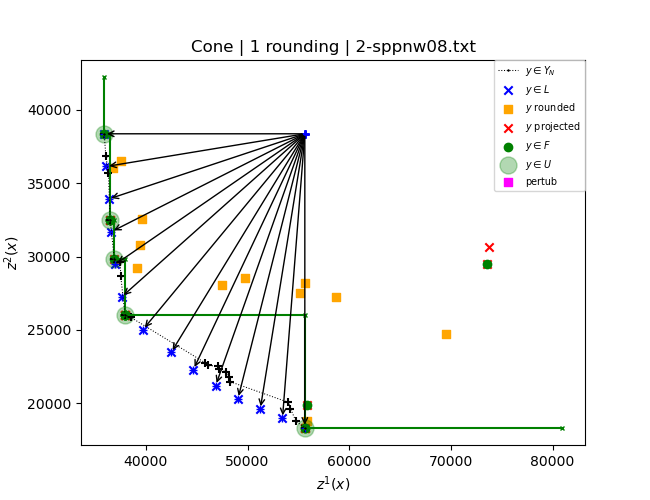 Cone | 1 rounding | 2-sppnw08.txt
y ∈ Y_N
y ∈ L
y rounded
y projected
y ∈ F
y ∈ U
pertub
40000
35000
30000
25000
20000
z²(x)
40000 50000 60000 70000 80000
z¹(x)